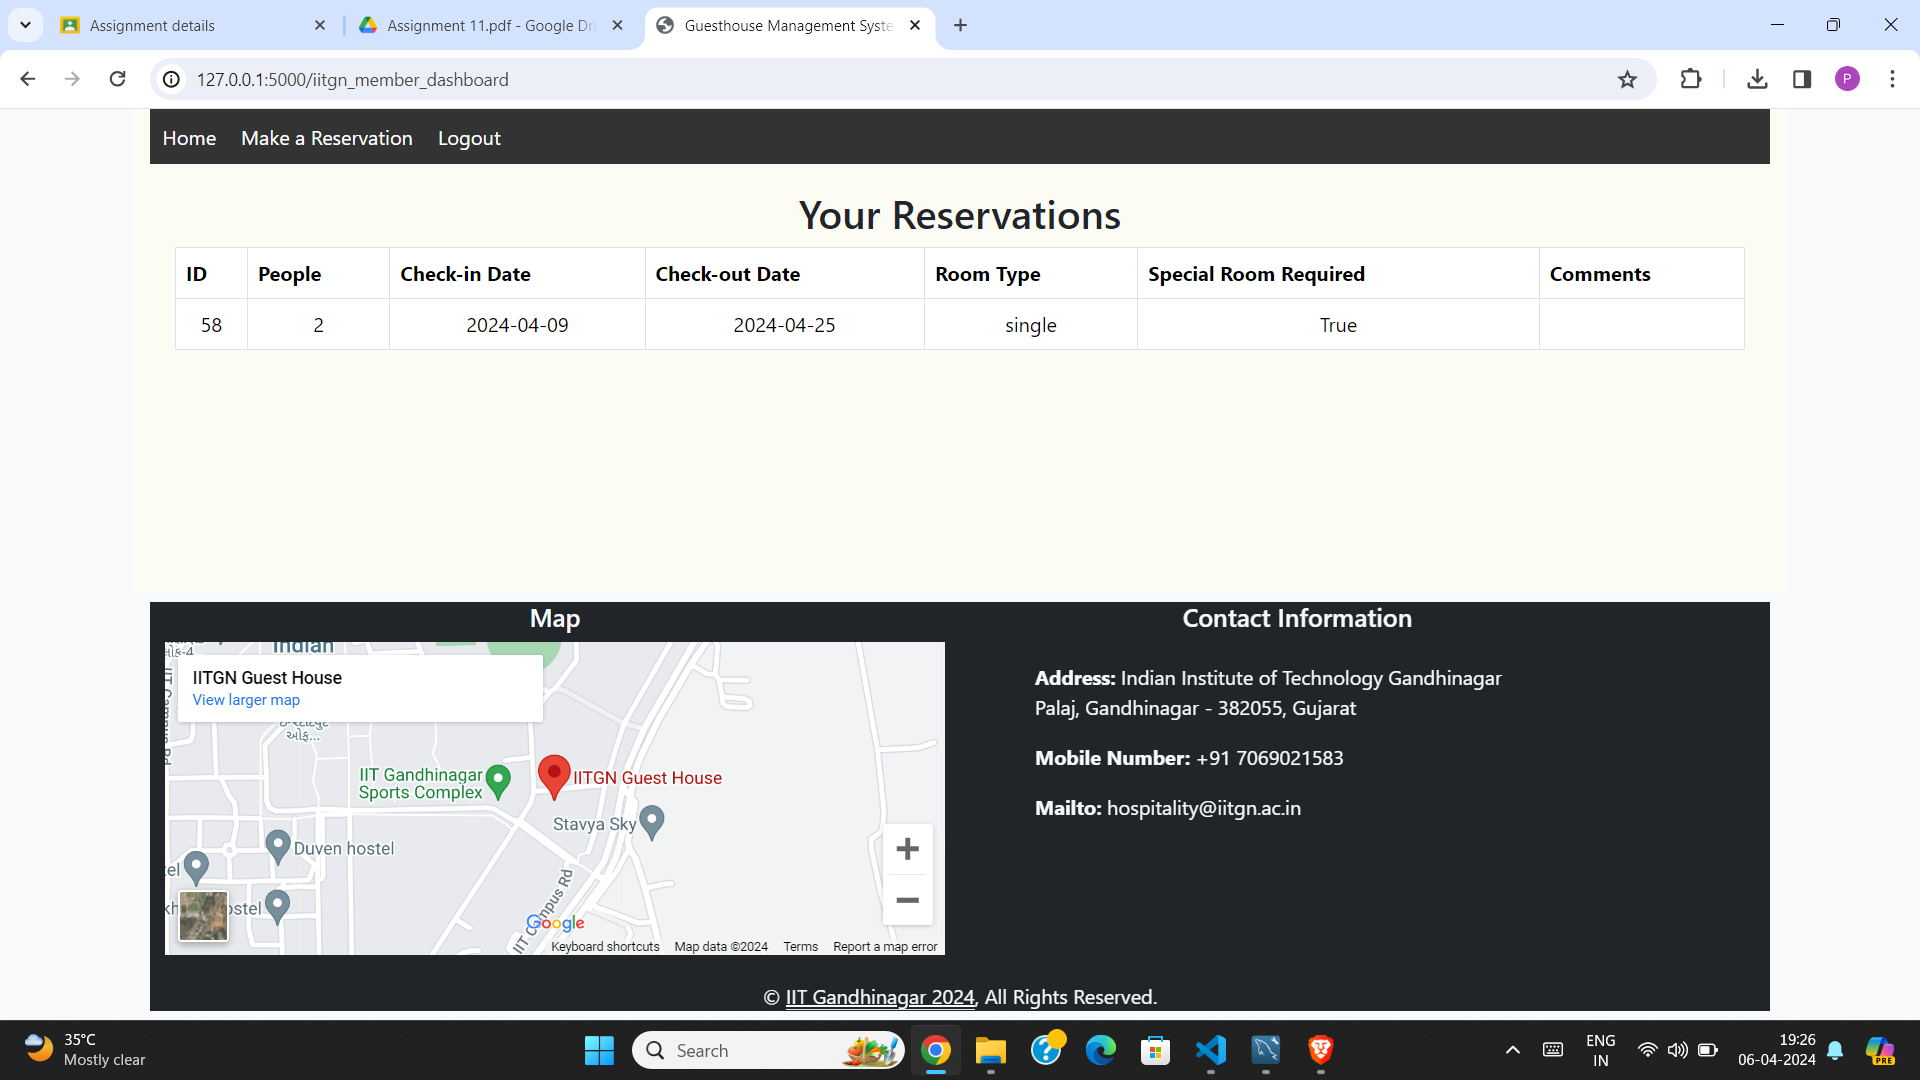 Assignment details
Assignment 11.pdf - Google Dri
Guesthouse Management Syste
127.0.0.1:5000/iitgn_member_dashboard
P
Home Make a Reservation Logout
Your Reservations
ID People Check-in Date Check-out Date Room Type Special Room Required Comments
58 2 2024-04-09 2024-04-25 single True
Map
Contact Information
Indian
IITGN Guest House
View larger map
IIT Gandhinagar
Sports Complex
IITGN Guest House
Stavya Sky
Duven hostel
IIT Campus Rd
Google
Keyboard shortcuts Map data ©2024 Terms Report a map error
Address: Indian Institute of Technology Gandhinagar
Palaj, Gandhinagar - 382055, Gujarat
Mobile Number: +91 7069021583
Mailto: hospitality@iitgn.ac.in
© IIT Gandhinagar 2024, All Rights Reserved.
35°C
Mostly clear
Search
ENG
IN
19:26
06-04-2024
PRE